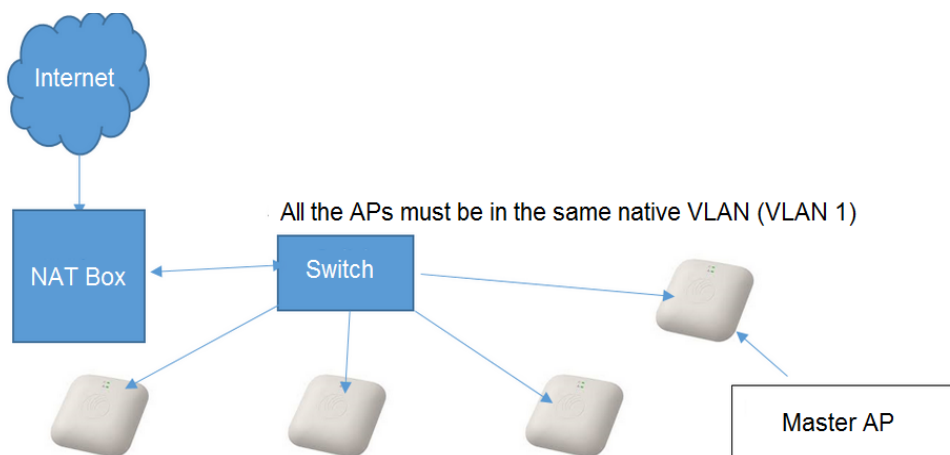 Internet
All the APs must be in the same native VLAN (VLAN 1)
NAT Box
Switch
Master AP